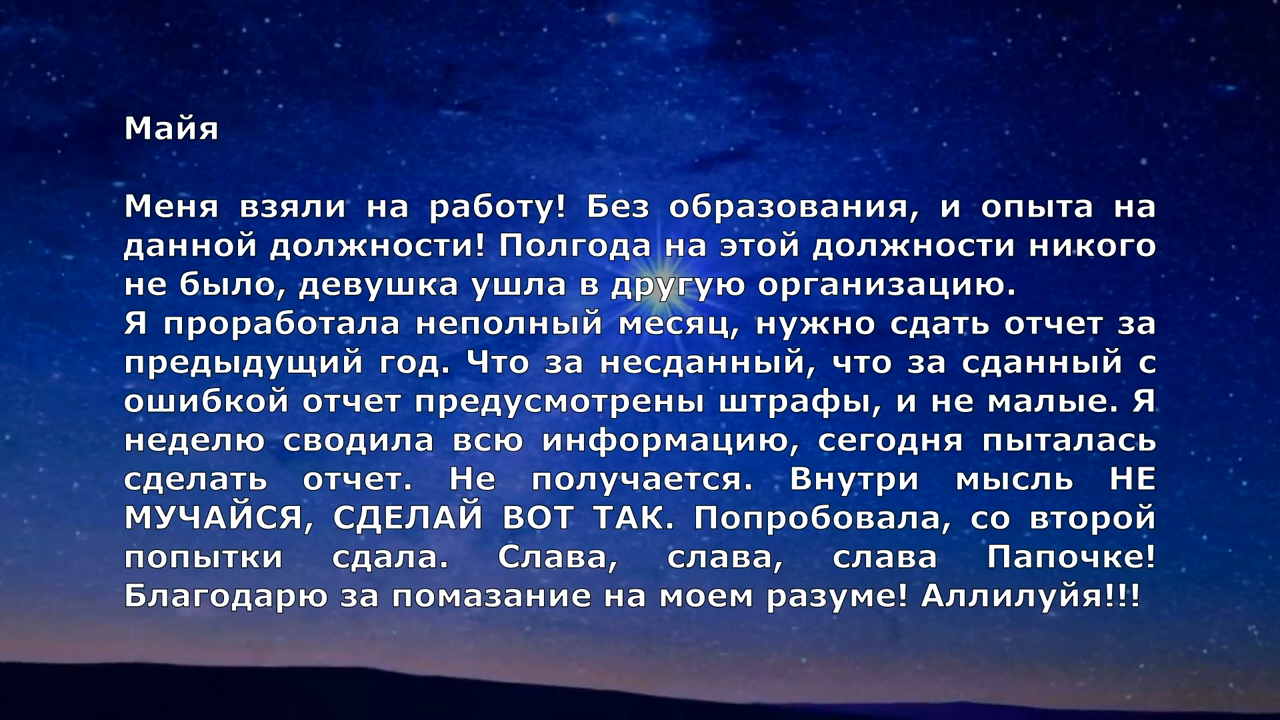 Майя
Меня взяли на работу! Без образования, и опыта на
данной должности! Полгода на этой должности никого
не было, девушка ушла в другую организацию.
Я проработала неполный месяц, нужно сдать отчет за
предыдущий год. Что за несданный, что за сданный с
ошибкой отчет предусмотрены штрафы, и не малые. Я
неделю сводила всю информацию, сегодня пыталась
сделать отчет. Не получается. Внутри мысль НЕ
МУЧАЙСЯ, СДЕЛАЙ ВОТ ТАК. Попробовала, со второй
попытки сдала. Слава, слава, слава Папочке!
Благодарю за помазание на моем разуме! Аллилуйя!!!